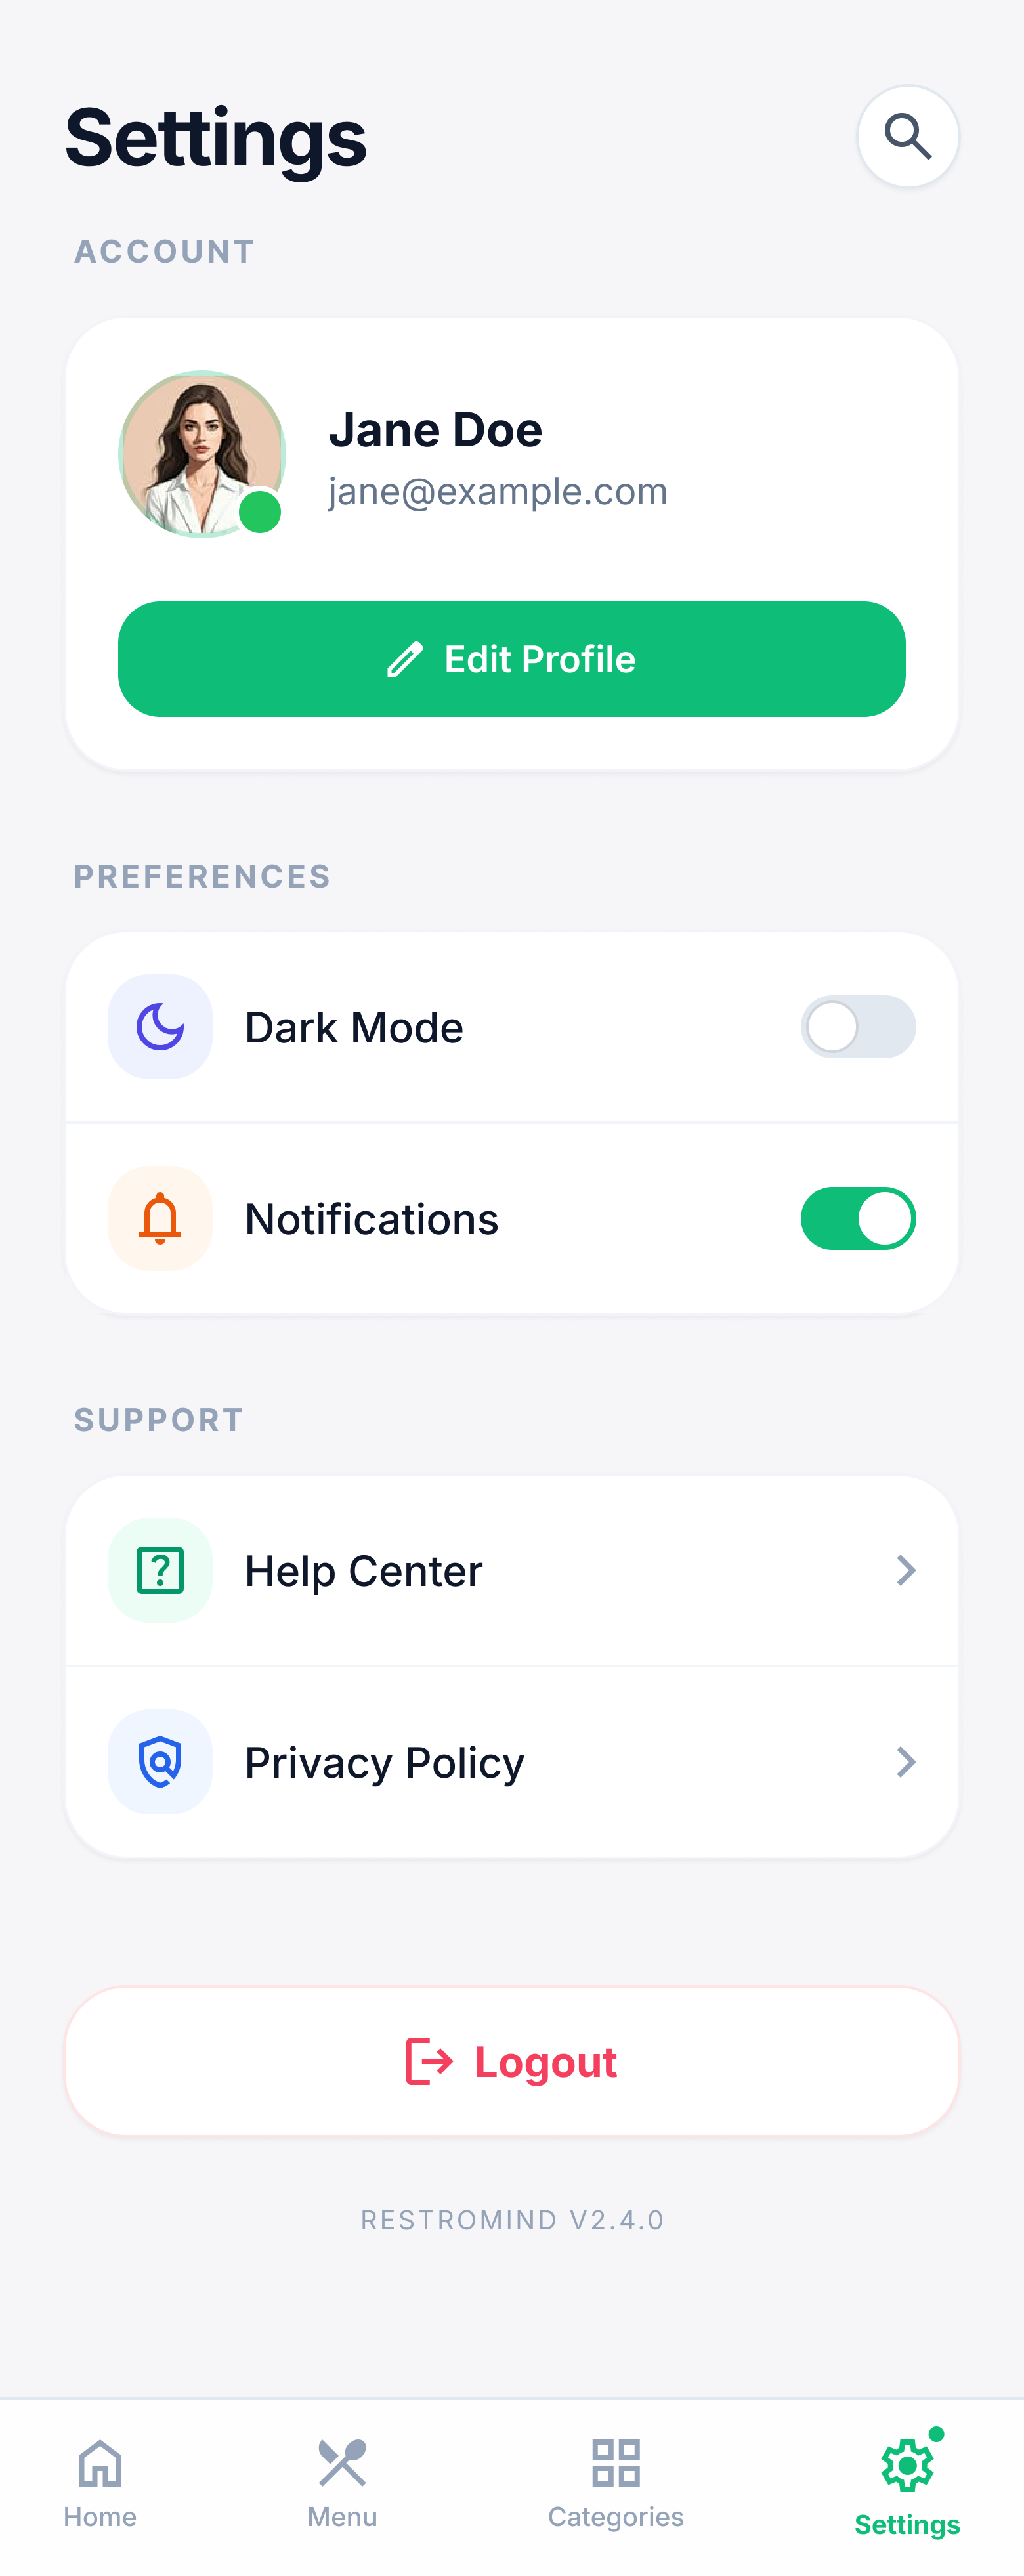 Settings
ACCOUNT
Jane Doe
jane@example.com
Edit Profile
PREFERENCES
Dark Mode
Notifications
SUPPORT
Help Center
Privacy Policy
Logout
RESTROMIND V2.4.0
Home
Menu
Categories
Settings